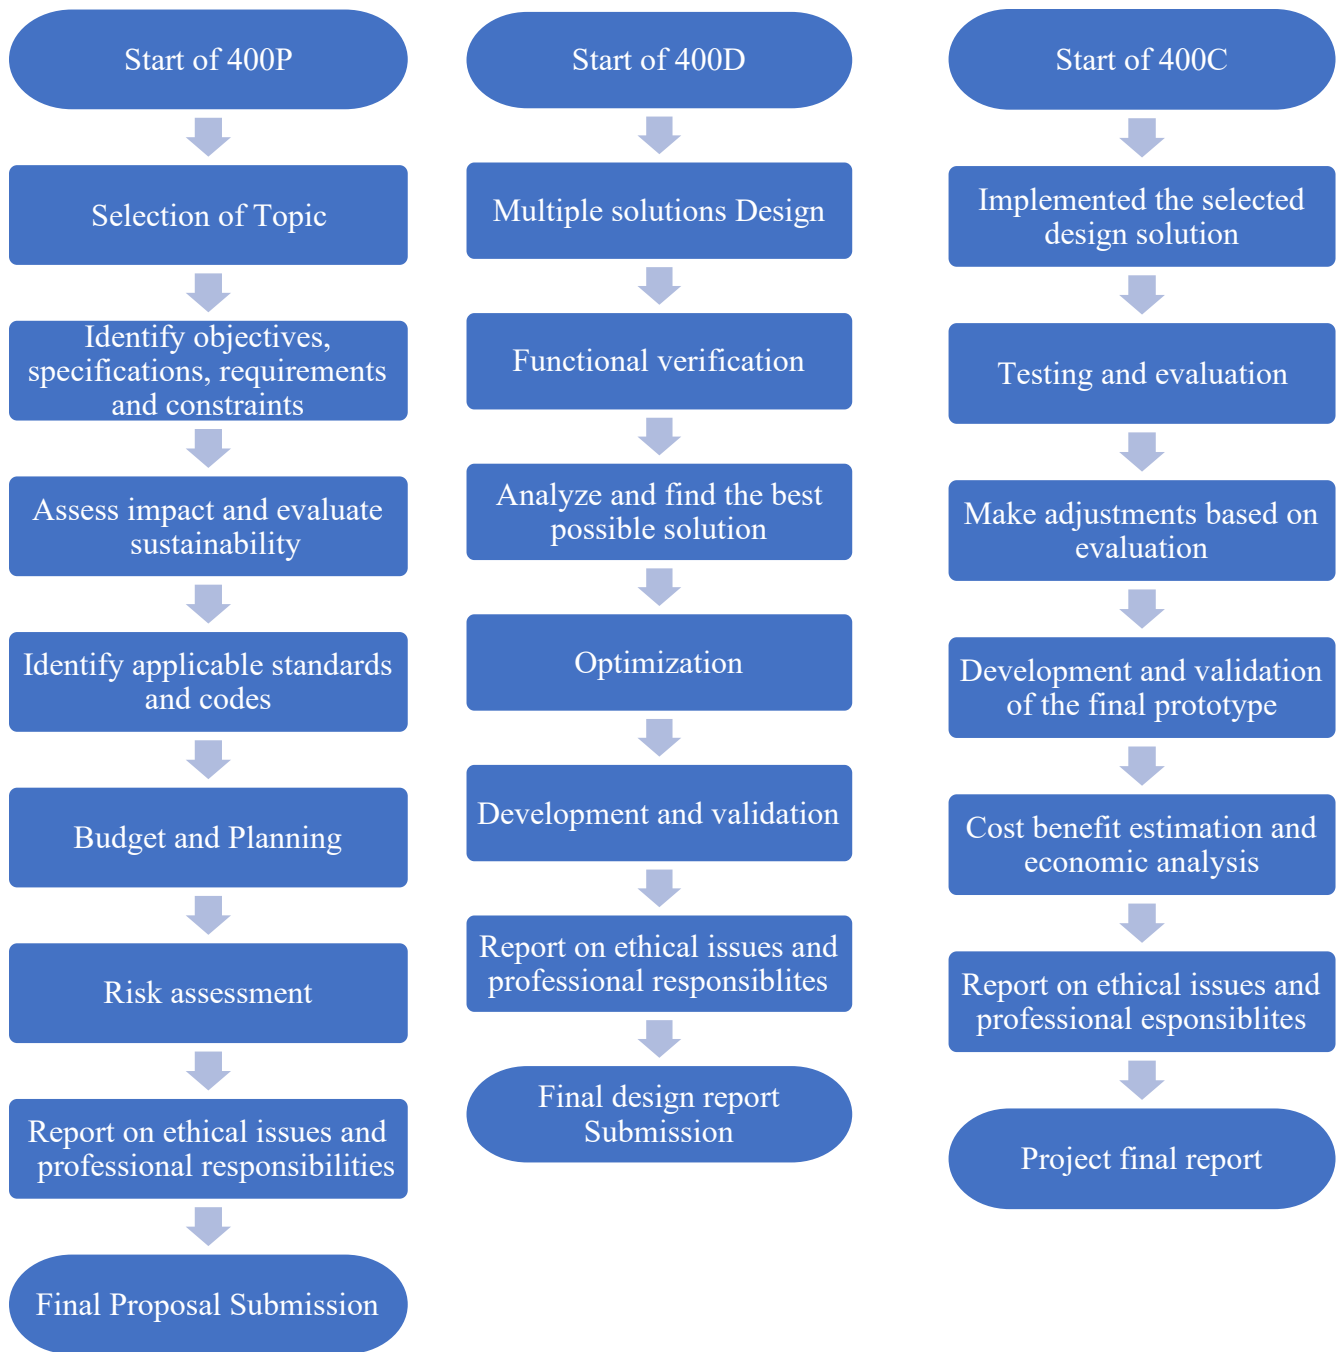 Start of 400P
Selection of Topic
Identify objectives,
specifications, requirements
and constraints
Assess impact and evaluate
sustainability
Identify applicable standards
and codes
Budget and Planning
Risk assessment
Report on ethical issues and
professional responsibilities
Final Proposal Submission
Start of 400D
Multiple solutions Design
Functional verification
Analyze and find the best
possible solution
Optimization
Development and validation
Report on ethical issues and
professional responsiblites
Final design report
Submission
Start of 400C
Implemented the selected
design solution
Testing and evaluation
Make adjustments based on
evaluation
Development and validation
of the final prototype
Cost benefit estimation and
economic analysis
Report on ethical issues and
professional esponsiblites
Project final report